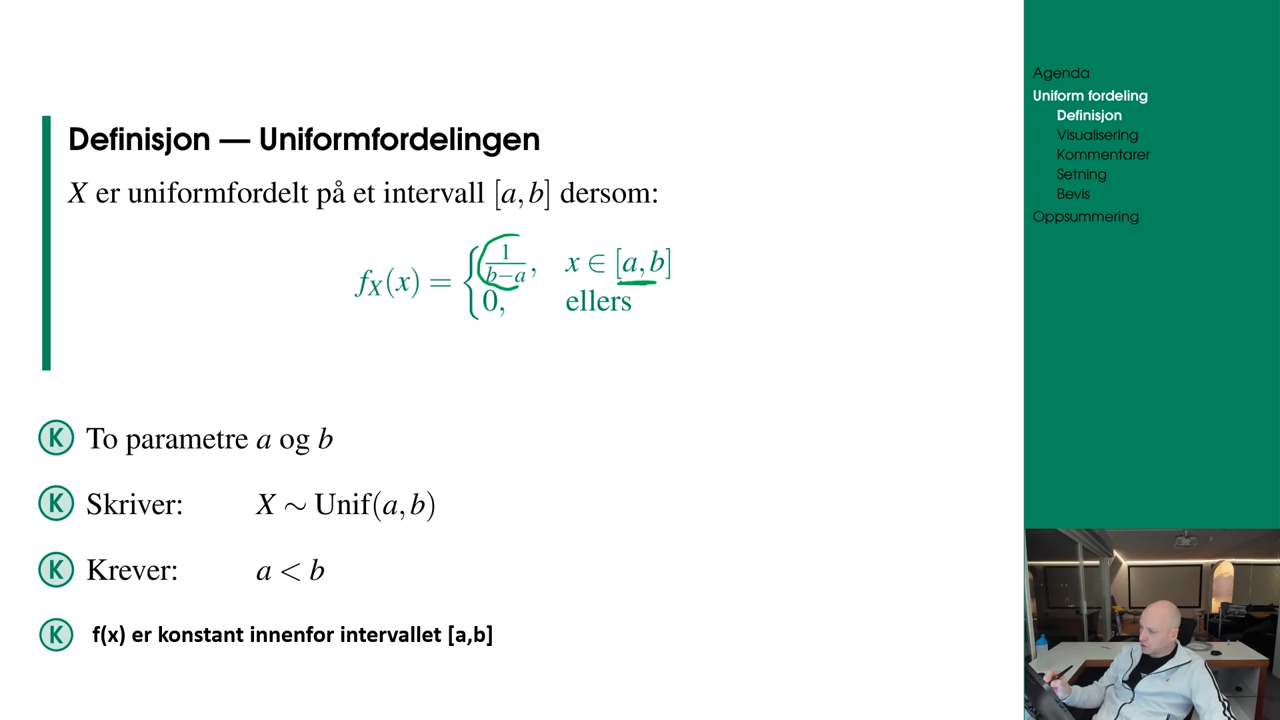 Definisjon — Uniformfordelingen
X er uniformfordelt på et intervall [a, b] dersom:
f_X(x) = { 1/(b−a), x ∈ [a, b]
0, ellers
K To parametre a og b
K Skriver: X ∼ Unif(a, b)
K Krever: a < b
K f(x) er konstant innenfor intervallet [a,b]
Agenda
Uniform fordeling
Definisjon
Visualisering
Kommentarer
Setning
Bevis
Oppsummering